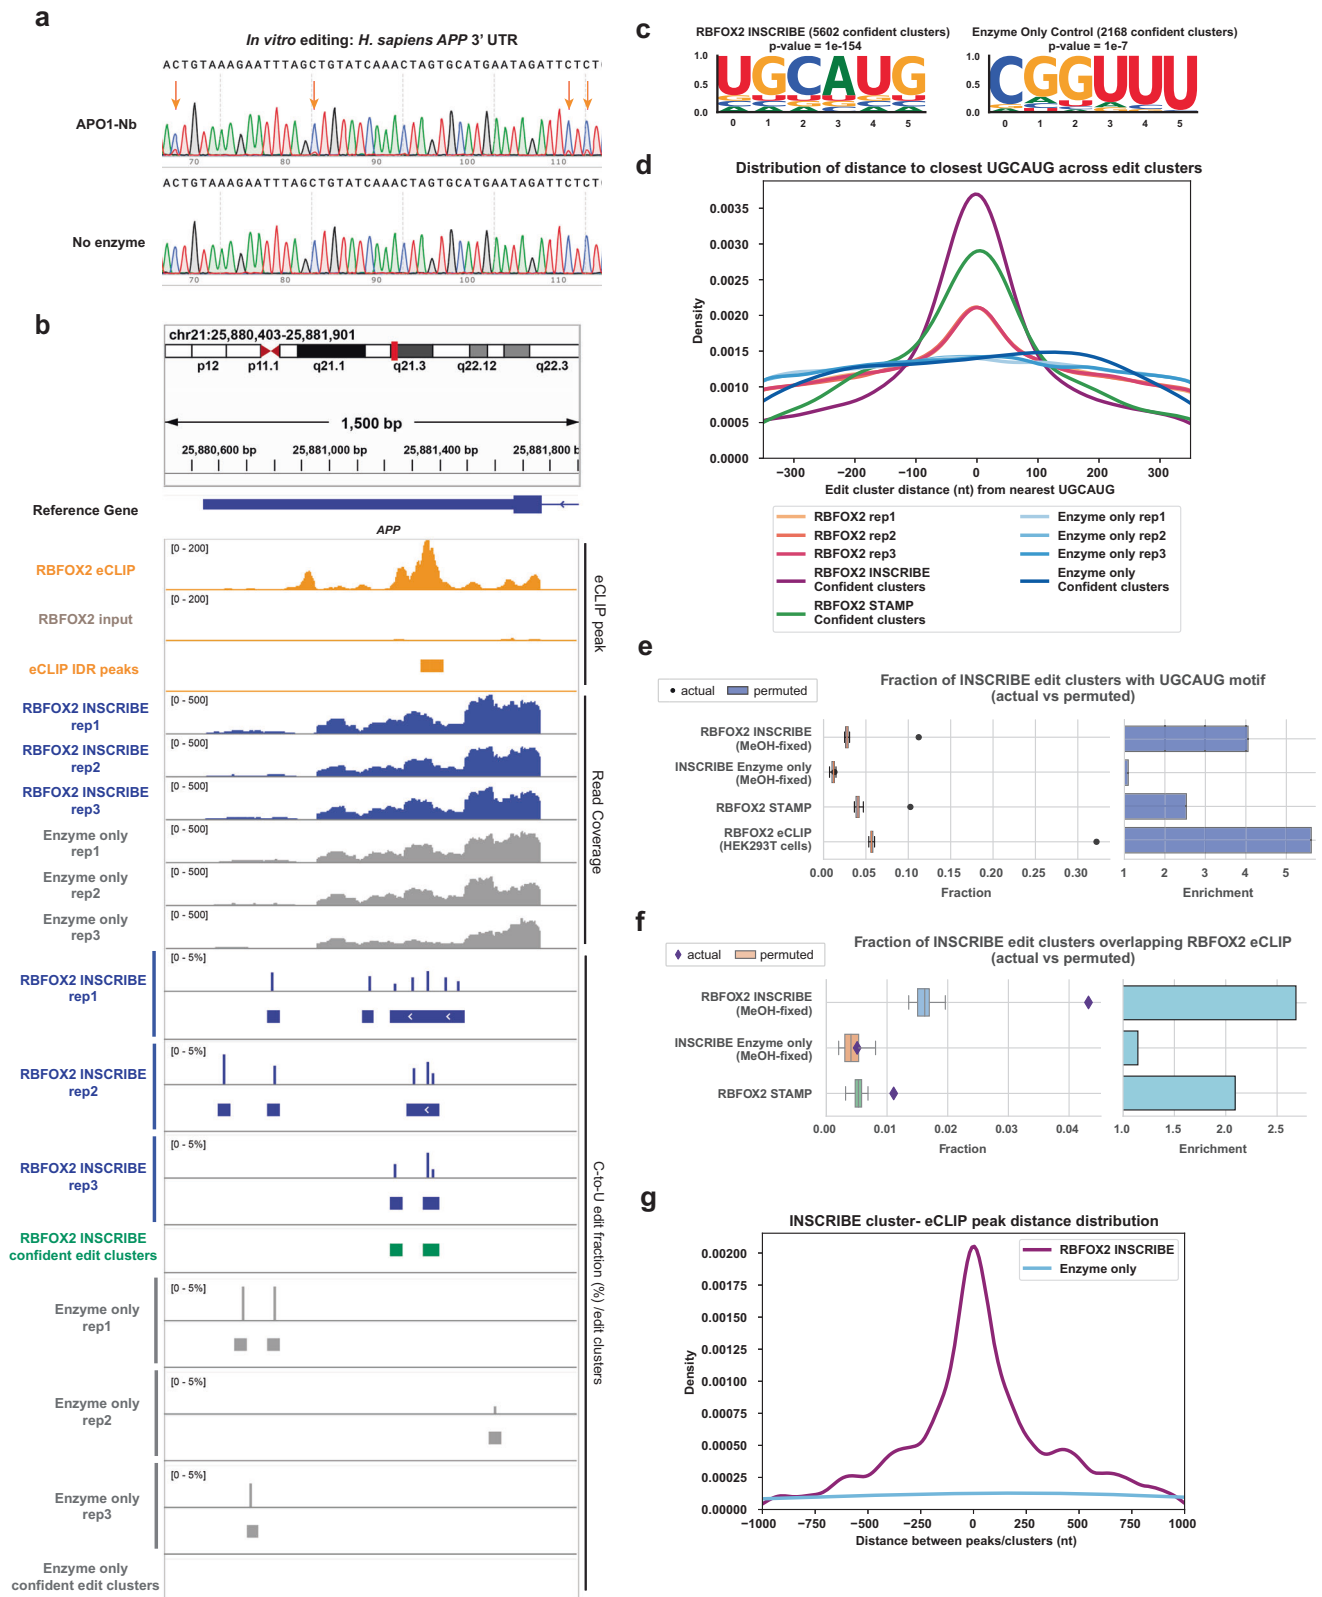 a
In vitro editing: H. sapiens APP 3' UTR
ACTGTAAAGAATTTAGCTGTATCAAACTAGTGCATGAATAGATTCTCT
APO1-Nb
70 80 90 100 110
ACTGTAAAGAATTTAGCTGTATCAAACTAGTGCATGAATAGATTCTCT
No enzyme
70 80 90 100 110
b
chr21:25,880,403-25,881,901
p12 p11.1 q21.1 q21.3 q22.12 q22.3
1,500 bp
25,880,600 bp 25,881,000 bp 25,881,400 bp 25,881,800 b
Reference Gene
APP
RBFOX2 eCLIP
[0 - 200]
RBFOX2 input
[0 - 200]
eCLIP IDR peaks
eCLIP peak
RBFOX2 INSCRIBE
rep1
[0 - 500]
RBFOX2 INSCRIBE
rep2
[0 - 500]
RBFOX2 INSCRIBE
rep3
[0 - 500]
Enzyme only
rep1
[0 - 500]
Enzyme only
rep2
[0 - 500]
Enzyme only
rep3
[0 - 500]
Read Coverage
RBFOX2 INSCRIBE
rep1
[0 - 5%]
RBFOX2 INSCRIBE
rep2
[0 - 5%]
RBFOX2 INSCRIBE
rep3
[0 - 5%]
RBFOX2 INSCRIBE
confident edit clusters
Enzyme only
rep1
[0 - 5%]
Enzyme only
rep2
[0 - 5%]
Enzyme only
rep3
[0 - 5%]
Enzyme only
confident edit clusters
C-to-U edit fraction (%) /edit clusters
c
RBFOX2 INSCRIBE (5602 confident clusters)
p-value = 1e-154
1.0
0.5
0.0
UGCAUG
0 1 2 3 4 5
Enzyme Only Control (2168 confident clusters)
p-value = 1e-7
1.0
0.5
0.0
CGGUUU
0 1 2 3 4 5
d
Distribution of distance to closest UGCAUG across edit clusters
0.0035
0.0030
0.0025
0.0020
0.0015
0.0010
0.0005
0.0000
Density
−300 −200 −100 0 100 200 300
Edit cluster distance (nt) from nearest UGCAUG
RBFOX2 rep1
RBFOX2 rep2
RBFOX2 rep3
RBFOX2 INSCRIBE
Confident clusters
RBFOX2 STAMP
Confident clusters
Enzyme only rep1
Enzyme only rep2
Enzyme only rep3
Enzyme only
Confident clusters
e
Fraction of INSCRIBE edit clusters with UGCAUG motif
(actual vs permuted)
actual permuted
RBFOX2 INSCRIBE
(MeOH-fixed)
INSCRIBE Enzyme only
(MeOH-fixed)
RBFOX2 STAMP
RBFOX2 eCLIP
(HEK293T cells)
0.00 0.05 0.10 0.15 0.20 0.25 0.30
Fraction
1 2 3 4 5
Enrichment
f
Fraction of INSCRIBE edit clusters overlapping RBFOX2 eCLIP
(actual vs permuted)
actual permuted
RBFOX2 INSCRIBE
(MeOH-fixed)
INSCRIBE Enzyme only
(MeOH-fixed)
RBFOX2 STAMP
0.00 0.01 0.02 0.03 0.04
Fraction
1.0 1.5 2.0 2.5
Enrichment
g
INSCRIBE cluster- eCLIP peak distance distribution
RBFOX2 INSCRIBE
Enzyme only
0.00200
0.00175
0.00150
0.00125
0.00100
0.00075
0.00050
0.00025
0.00000
Density
−1000 −750 −500 −250 0 250 500 750 1000
Distance between peaks/clusters (nt)